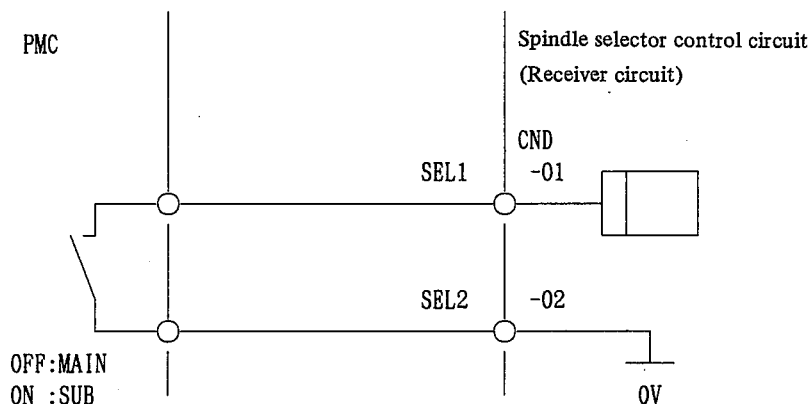 PMC
Spindle selector control circuit
(Receiver circuit)
CND
SEL1 -01
SEL2 -02
OFF:MAIN
ON :SUB
0V